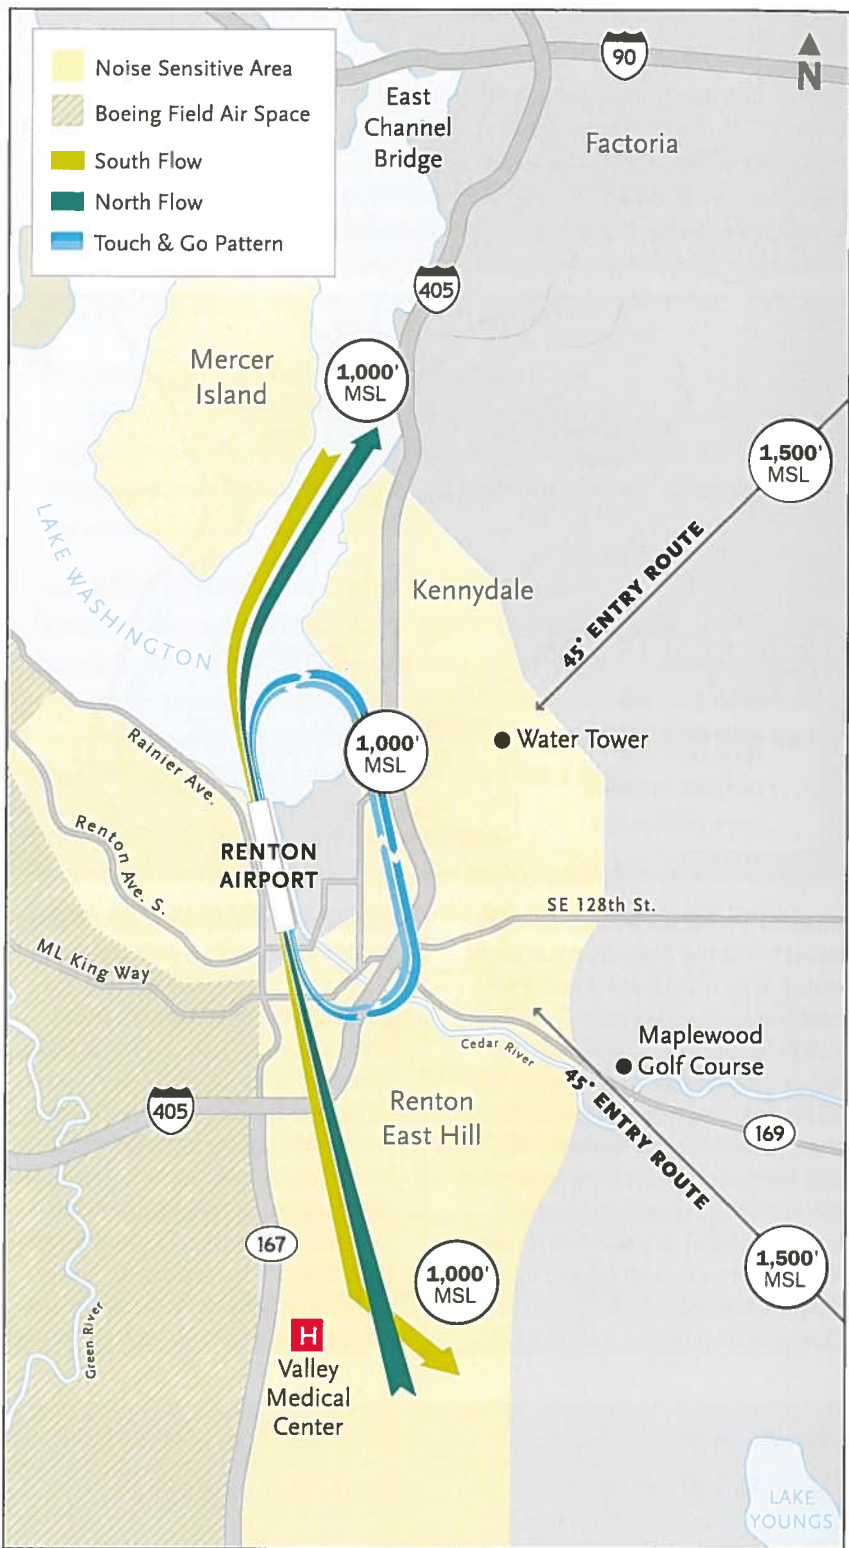 Noise Sensitive Area
Boeing Field Air Space
South Flow
North Flow
Touch & Go Pattern
90
N
East
Channel
Bridge
Factoria
405
Mercer
Island
1,000'
MSL
1,500'
MSL
LAKE WASHINGTON
45° ENTRY ROUTE
Kennydale
Rainier Ave.
1,000'
MSL
Water Tower
Renton Ave. S.
RENTON
AIRPORT
SE 128th St.
ML King Way
Cedar River
Maplewood
Golf Course
45° ENTRY ROUTE
405
Renton
East Hill
169
167
1,000'
MSL
1,500'
MSL
Green River
H
Valley
Medical
Center
LAKE
YOUNGS